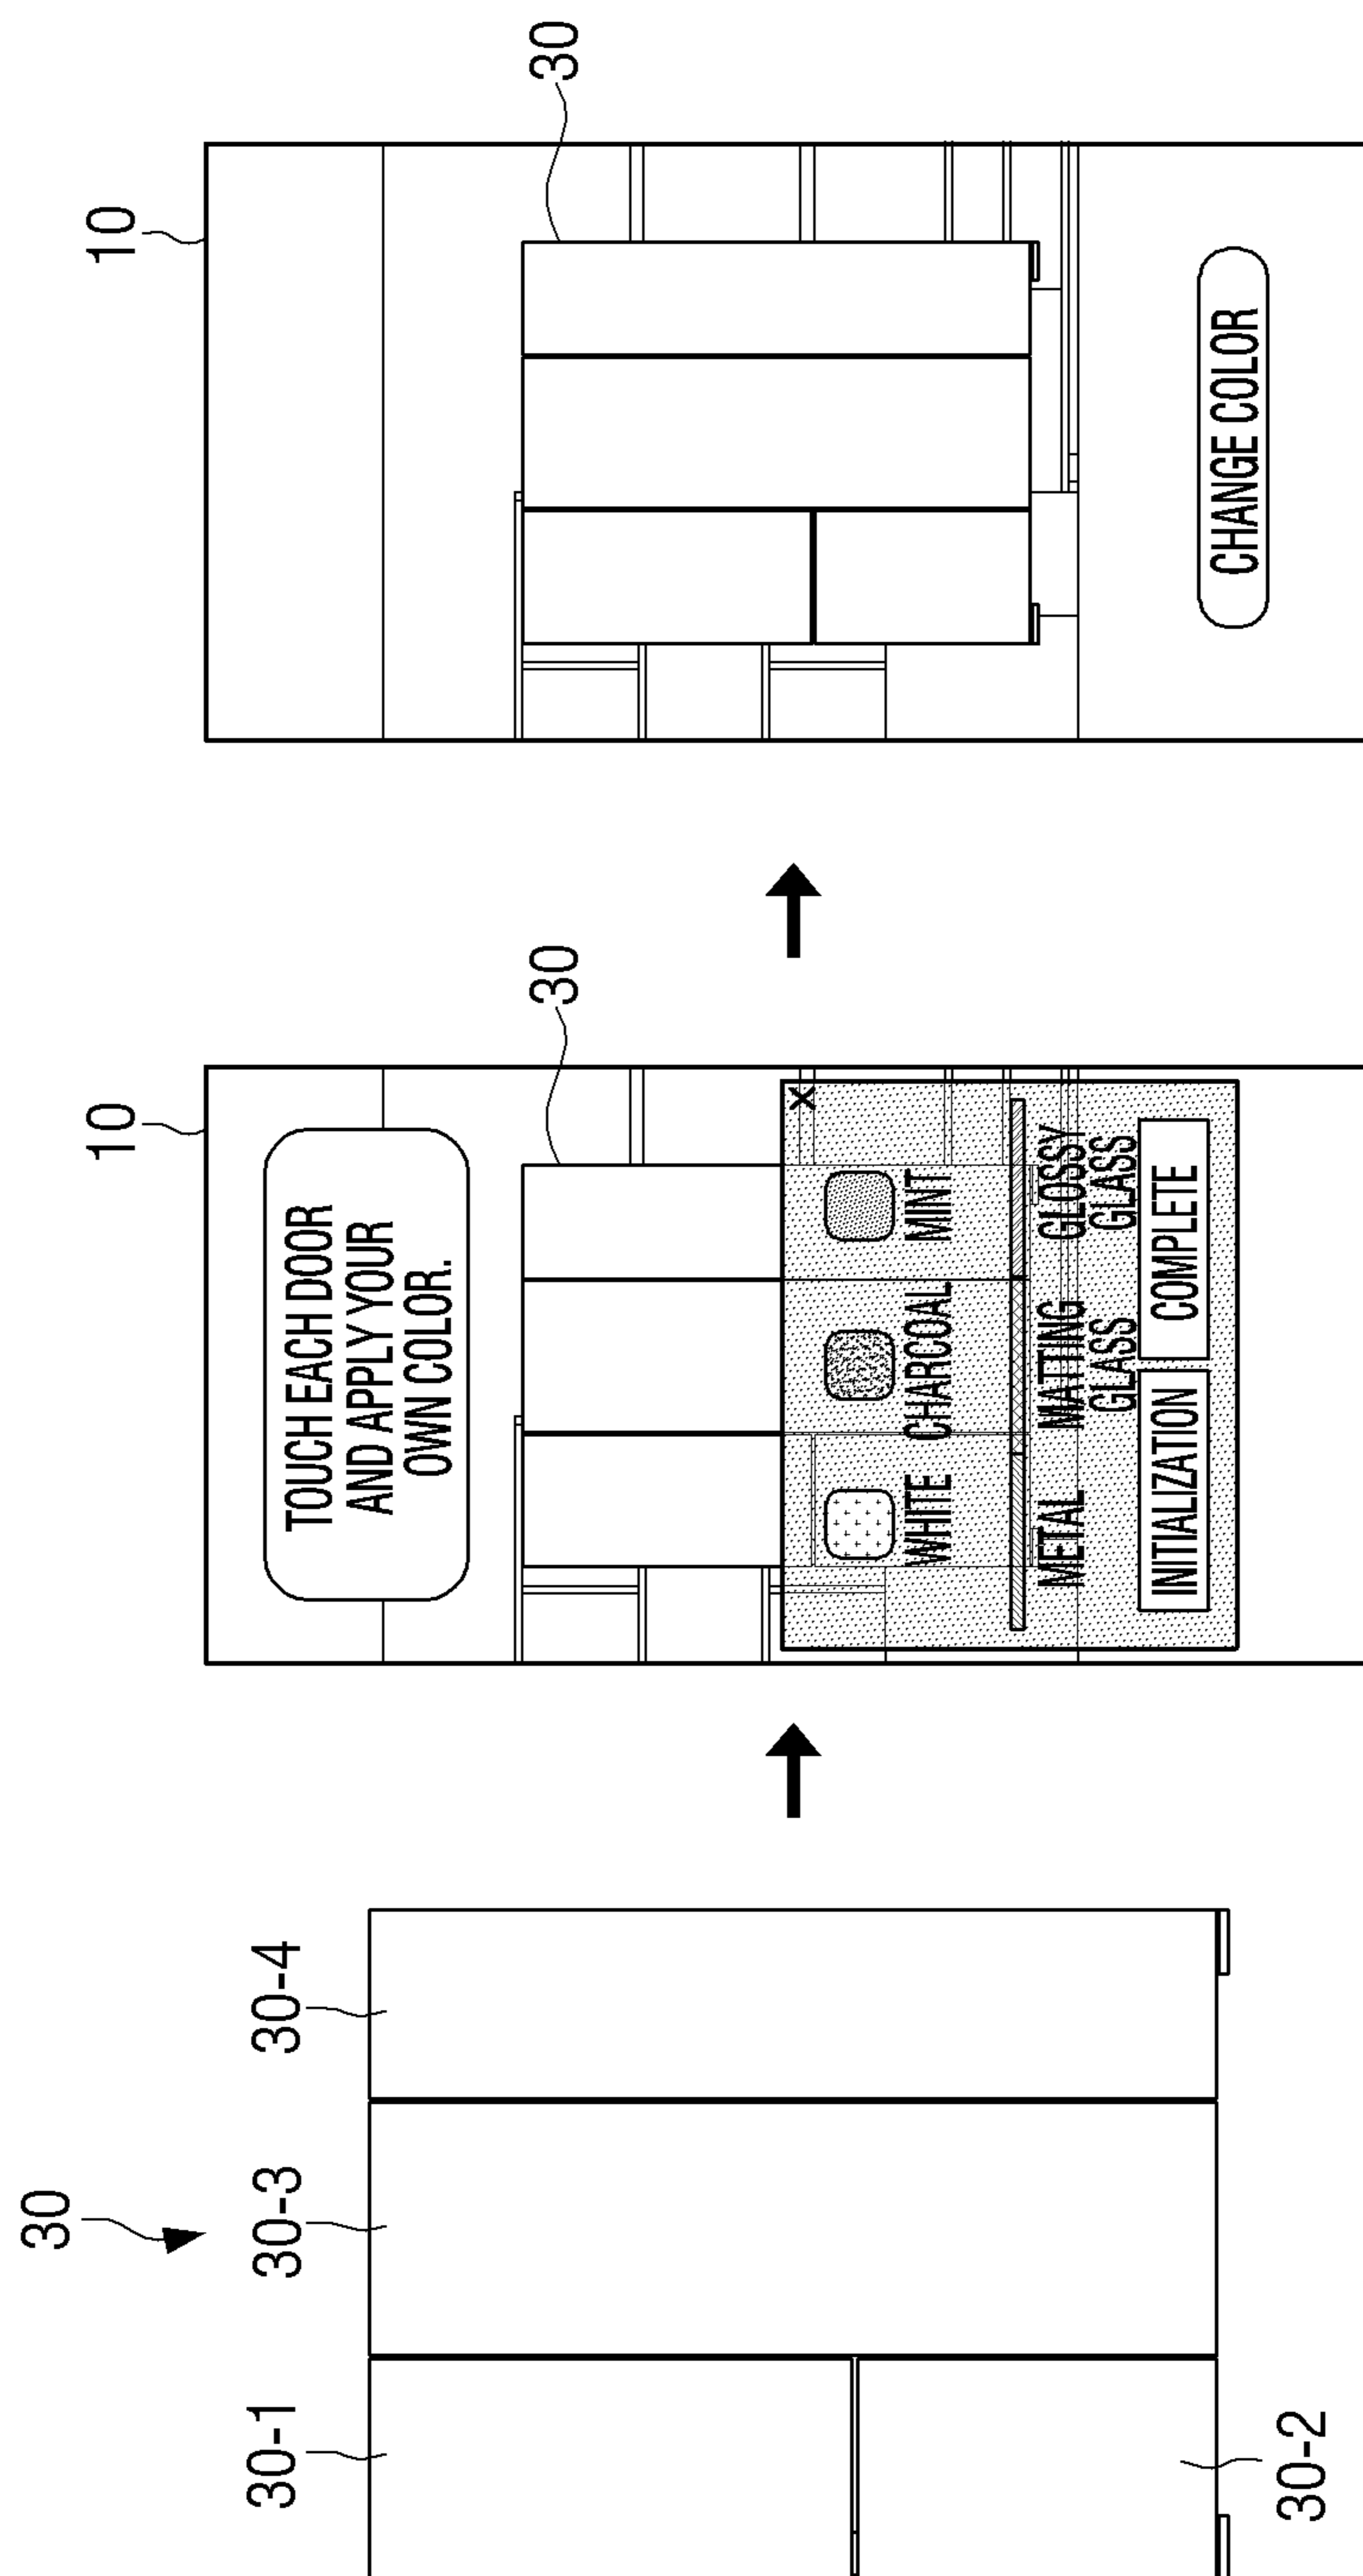 30
30-1
30-3
30-4
30-2
10
30
TOUCH EACH DOOR
AND APPLY YOUR
OWN COLOR.
X
WHITE CHARCOAL MINT
METAL MATTING GLASS GLOSSY GLASS
INITIALIZATION COMPLETE
10
30
CHANGE COLOR